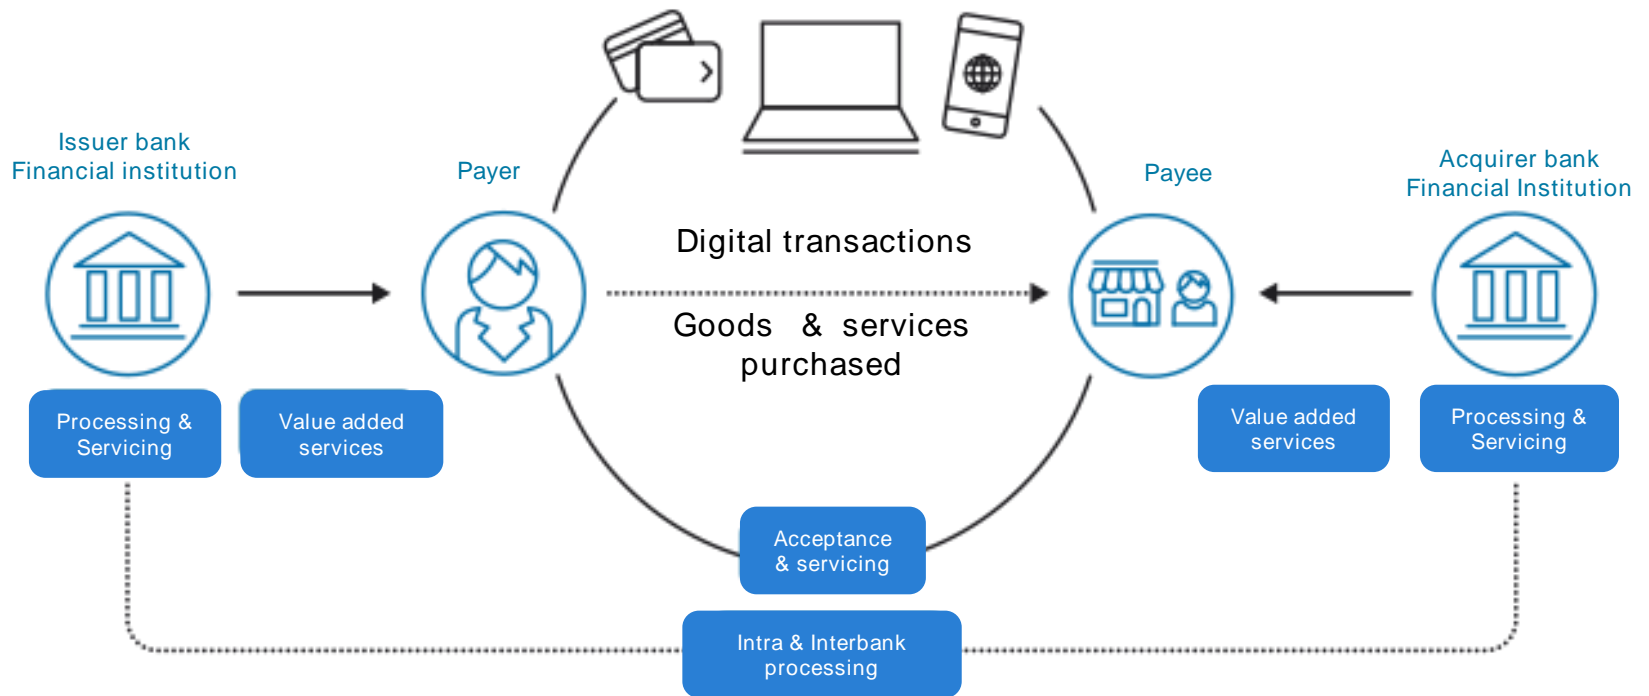 Issuer bank
Financial institution
Payer
Payee
Acquirer bank
Financial Institution
Digital transactions
Goods & services
purchased
Processing &
Servicing
Value added
services
Value added
services
Processing &
Servicing
Acceptance
& servicing
Intra & Interbank
processing